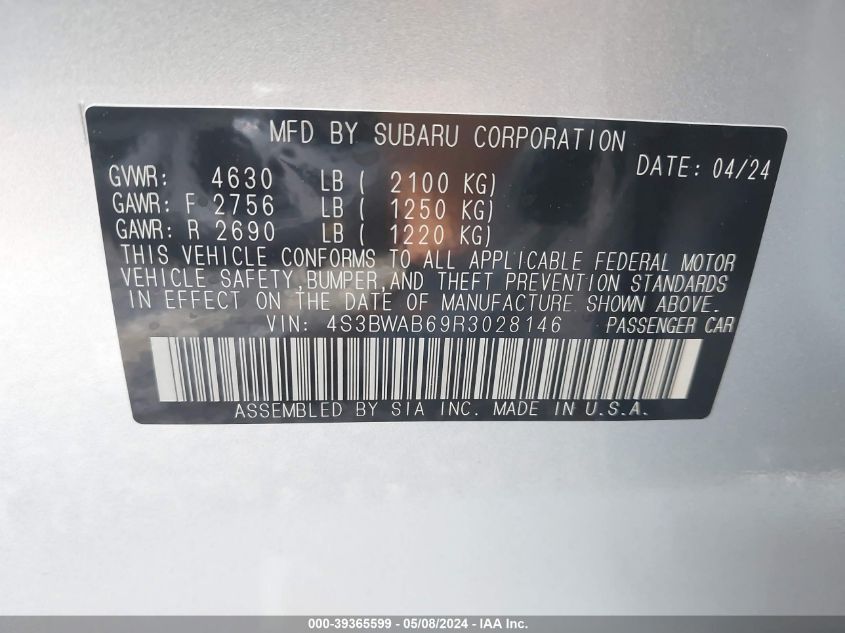 MFD BY SUBARU CORPORATION
DATE: 04/24
GVWR: 4630 LB ( 2100 KG)
GAWR: F 2756 LB ( 1250 KG)
GAWR: R 2690 LB ( 1220 KG)
THIS VEHICLE CONFORMS TO ALL APPLICABLE FEDERAL MOTOR
VEHICLE SAFETY,BUMPER,AND THEFT PREVENTION STANDARDS
IN EFFECT ON THE DATE OF MANUFACTURE SHOWN ABOVE.
VIN: 4S3BWAB69R3028146 PASSENGER CAR
ASSEMBLED BY SIA INC. MADE IN U.S.A.
000-39365599 - 05/08/2024 - IAA Inc.